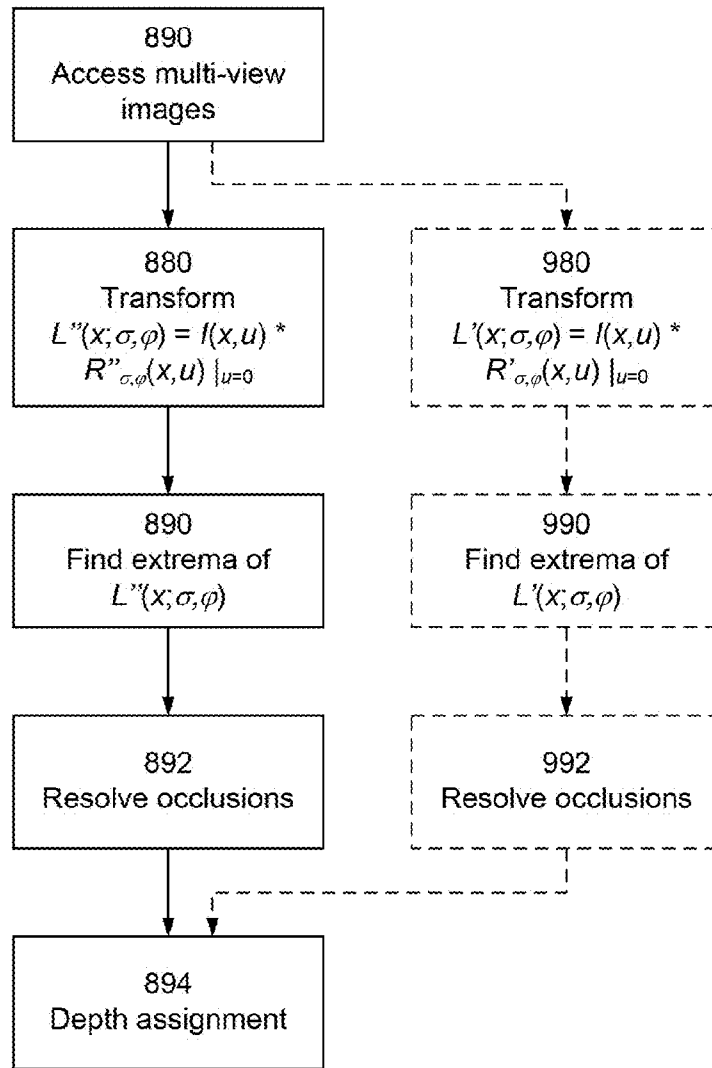 890
Access multi-view
images
880
Transform
L''(x;σ,φ) = I(x,u) *
R''σ,φ(x,u) |u=0
890
Find extrema of
L''(x;σ,φ)
892
Resolve occlusions
894
Depth assignment
980
Transform
L'(x;σ,φ) = I(x,u) *
R'σ,φ(x,u) |u=0
990
Find extrema of
L'(x;σ,φ)
992
Resolve occlusions